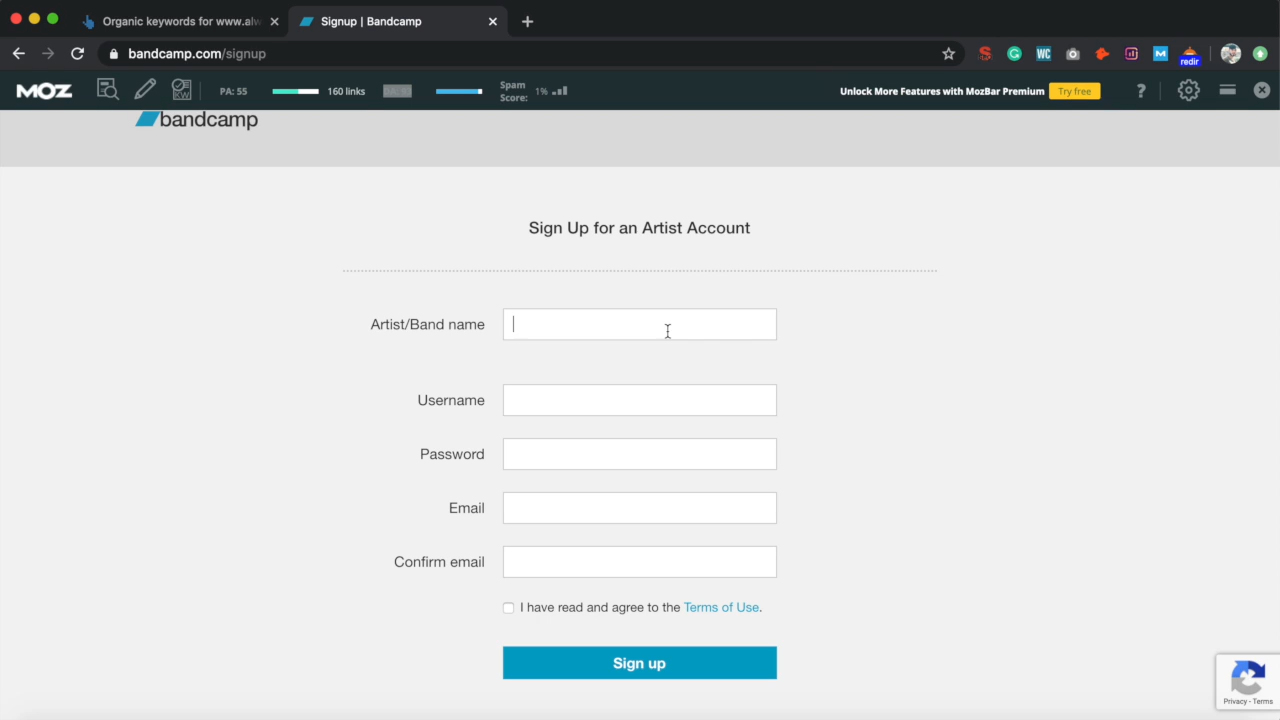 Organic keywords for www.alw
Signup | Bandcamp
bandcamp.com/signup
WC
M
redir
MOZ
KW
PA: 55
160 links
Spam Score: 1%
Unlock More Features with MozBar Premium
Try free
?
bandcamp
Sign Up for an Artist Account
Artist/Band name
Username
Password
Email
Confirm email
I have read and agree to the Terms of Use.
Sign up
Privacy - Terms